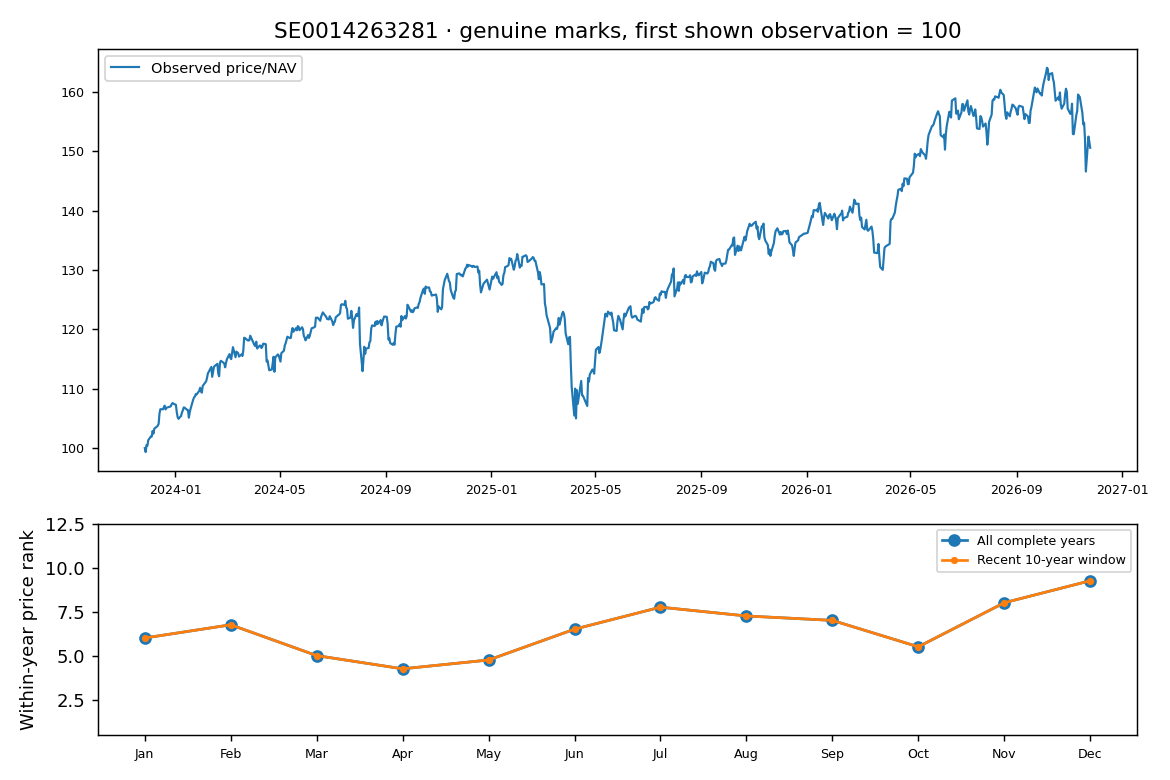 SE0014263281 · genuine marks, first shown observation = 100
Observed price/NAV
160
150
140
130
120
110
100
2024-01 2024-05 2024-09 2025-01 2025-05 2025-09 2026-01 2026-05 2026-09 2027-01
Within-year price rank
12.5
10.0
7.5
5.0
2.5
All complete years
Recent 10-year window
Jan Feb Mar Apr May Jun Jul Aug Sep Oct Nov Dec